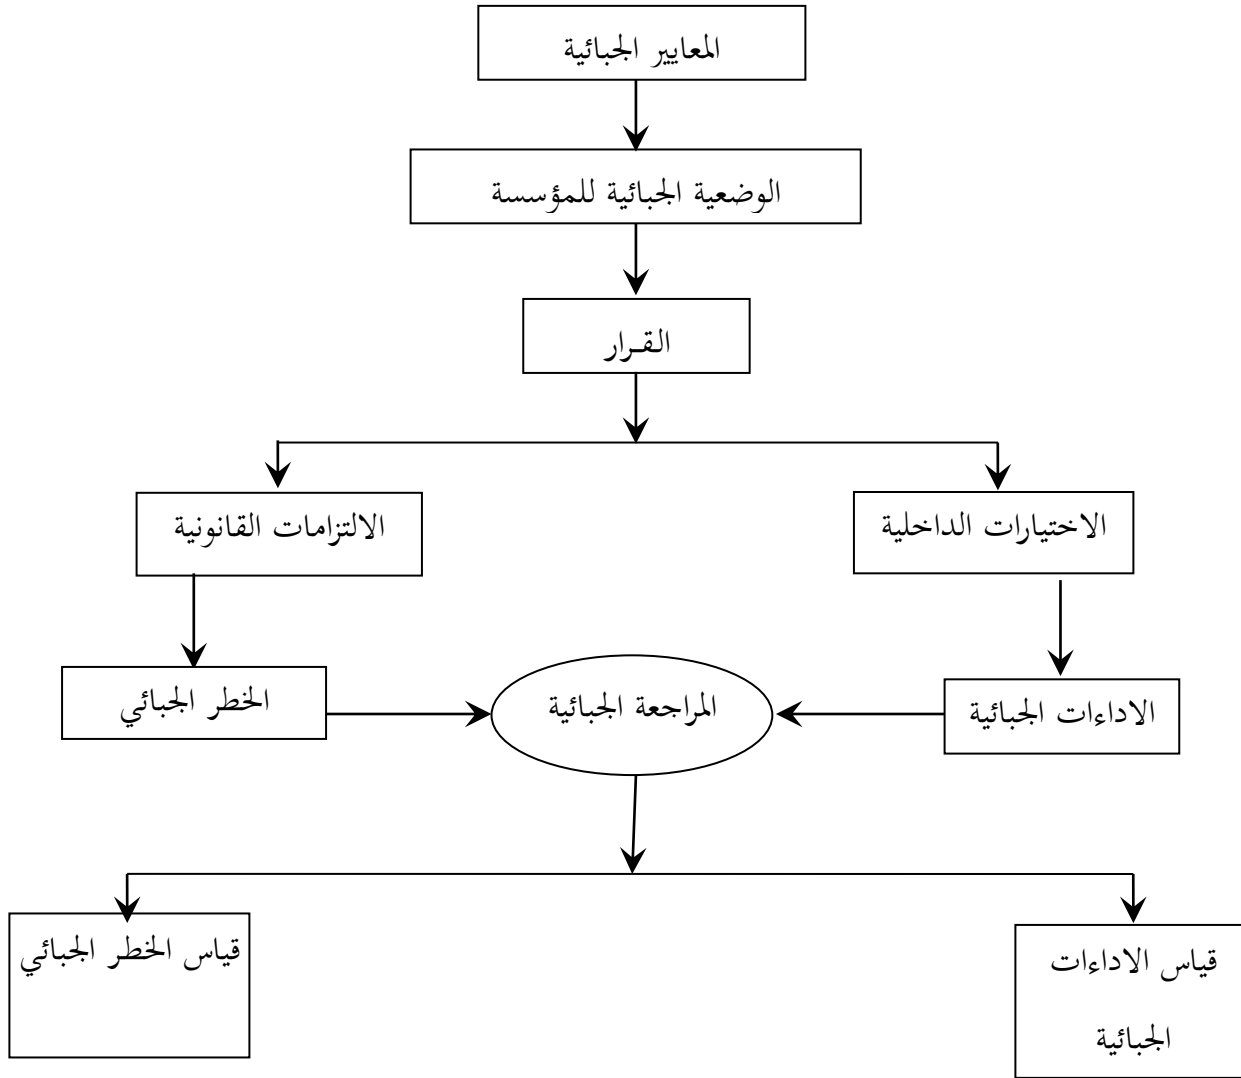 المعايير الجبائية
الوضعية الجبائية للمؤسسة
القـرار
الاختيارات الداخلية
الالتزامات القانونية
الاداءات الجبائية
المراجعة الجبائية
الخطر الجبائي
قياس الاداءات
الجبائية
قياس الخطر الجبائي